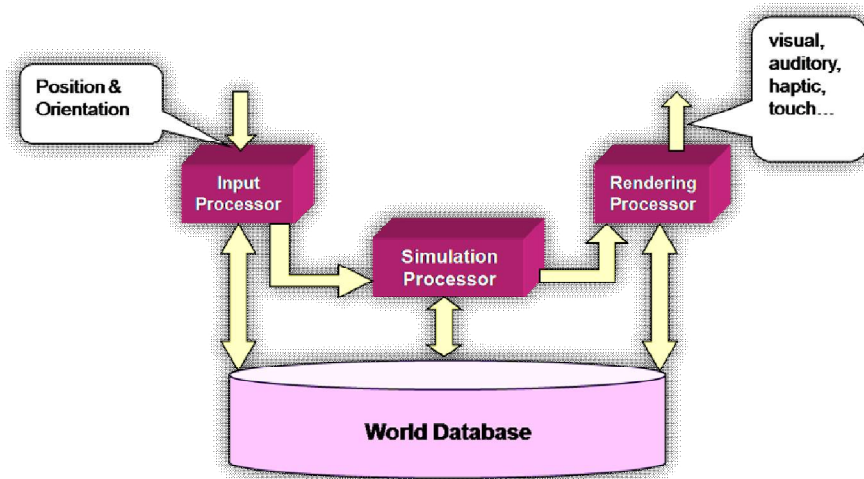 Position &
Orientation
visual,
auditory,
haptic,
touch...
Input
Processor
Rendering
Processor
Simulation
Processor
World Database